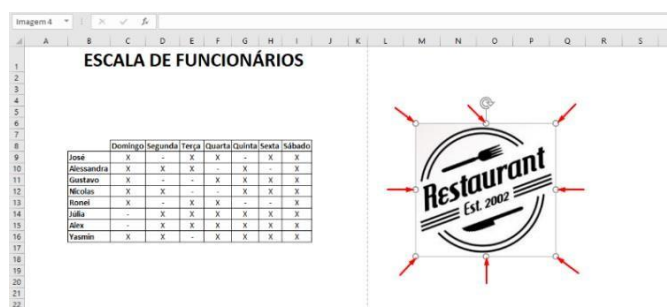 Imagem 4
fx
A B C D E F G H I J K L M N O P Q R S
1 ESCALA DE FUNCIONÁRIOS
2
3
4
5
6
7
8 Domingo Segunda Terça Quarta Quinta Sexta Sábado
9 José X - X X - X X
10 Alessandra X X X - X - X
11 Gustavo X - - X X X X
12 Nicolas X X - - X X X
13 Ronei X - X X - X X
14 Júlia - X X X X X X
15 Alex - X X X X X X
16 Yasmin X X - X X X X
17
18
19
20
21
22
Restaurant
Est. 2002